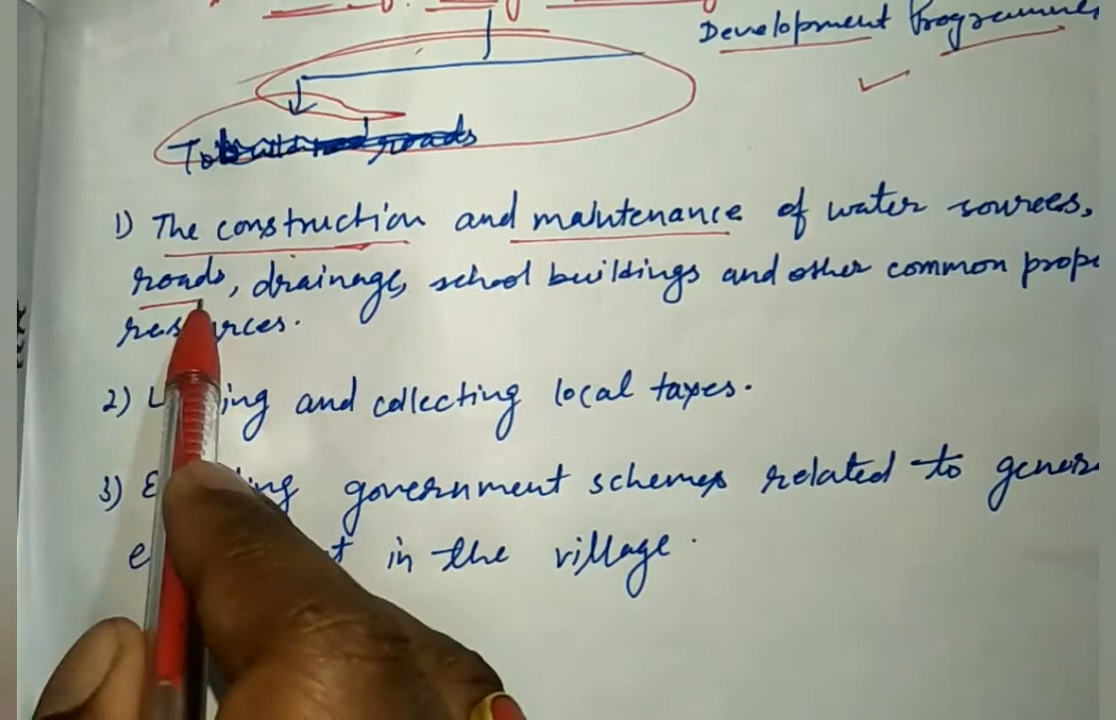 Development Programmes
1) The construction and maintenance of water sources,
roads, drainage, school buildings and other common prope
resources.
2) L ing and collecting local taxes.
3) E ting government schemes related to gener
e t in the village.